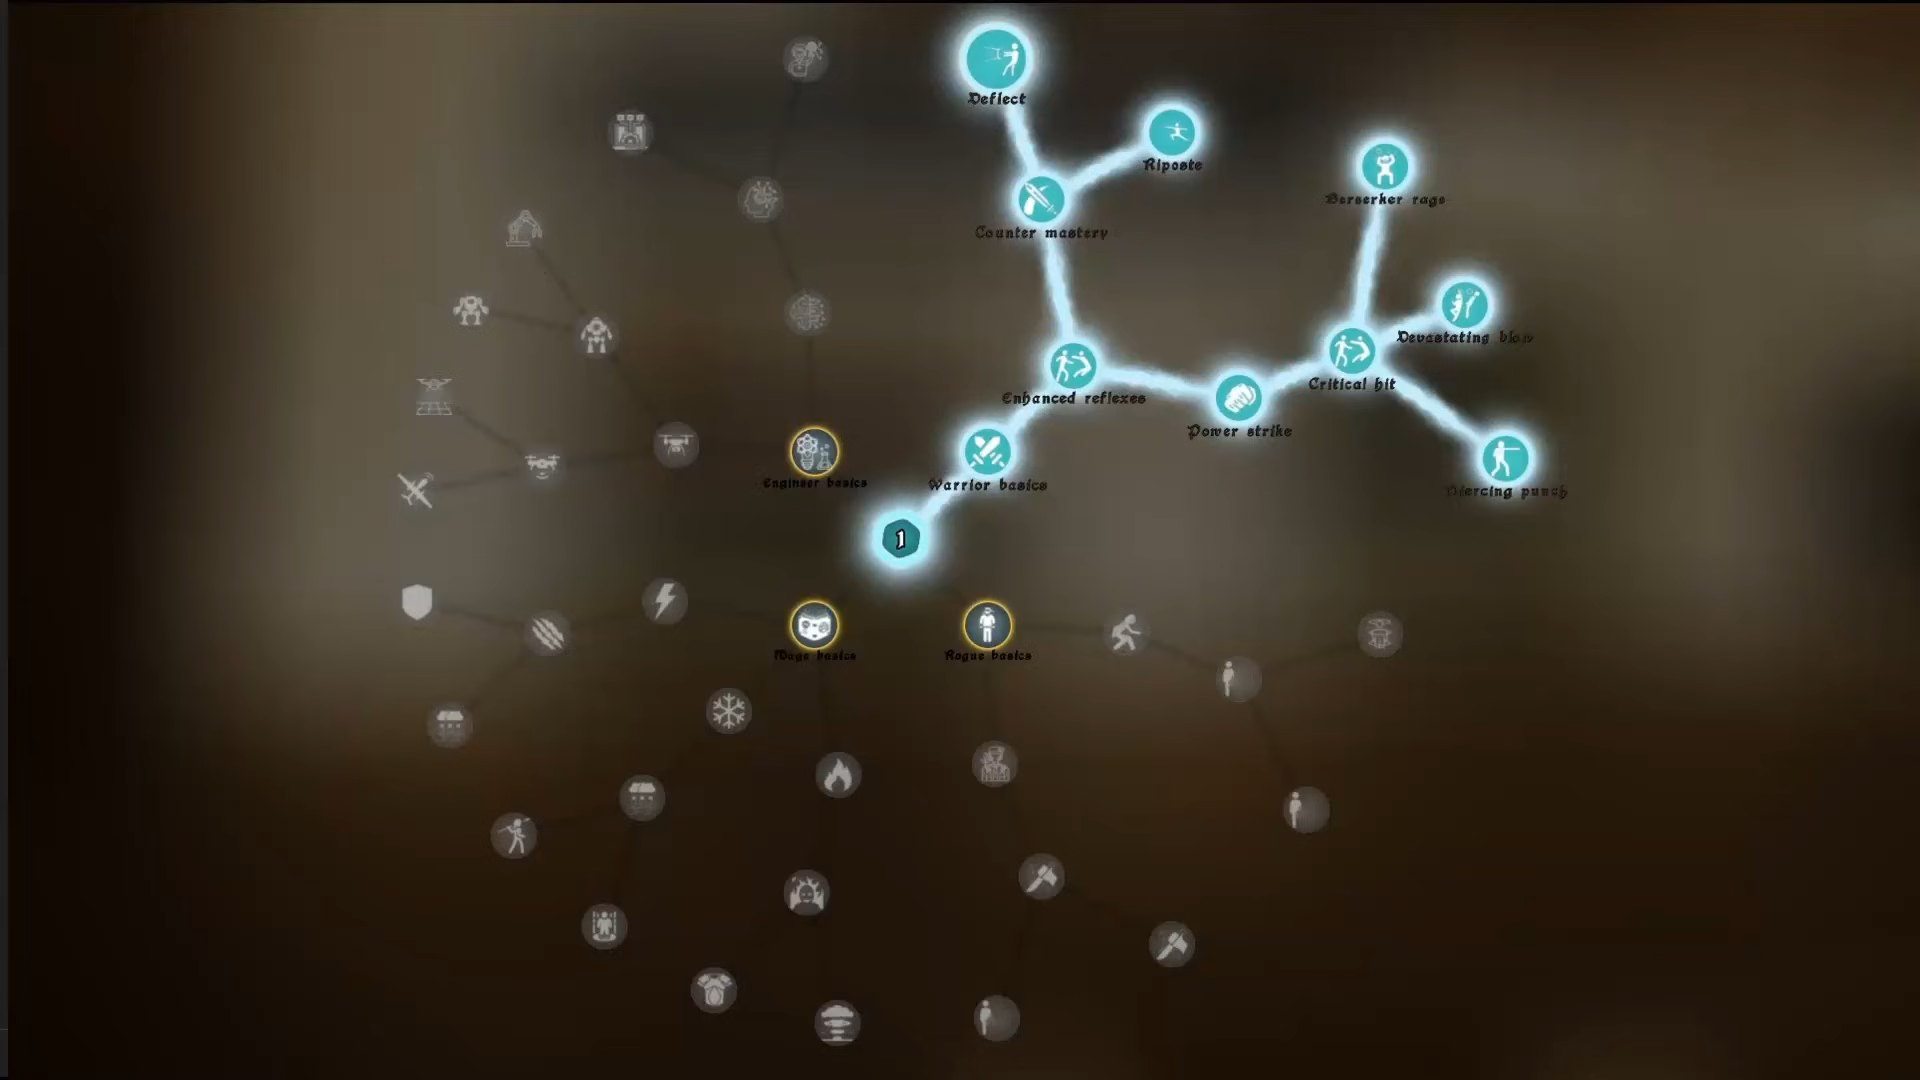 Deflect
Riposte
Berserker rage
Counter mastery
Devastating blow
Critical hit
Enhanced reflexes
Power strike
Engineer basics
Warrior basics
Piercing punch
1
Mage basics
Rogue basics